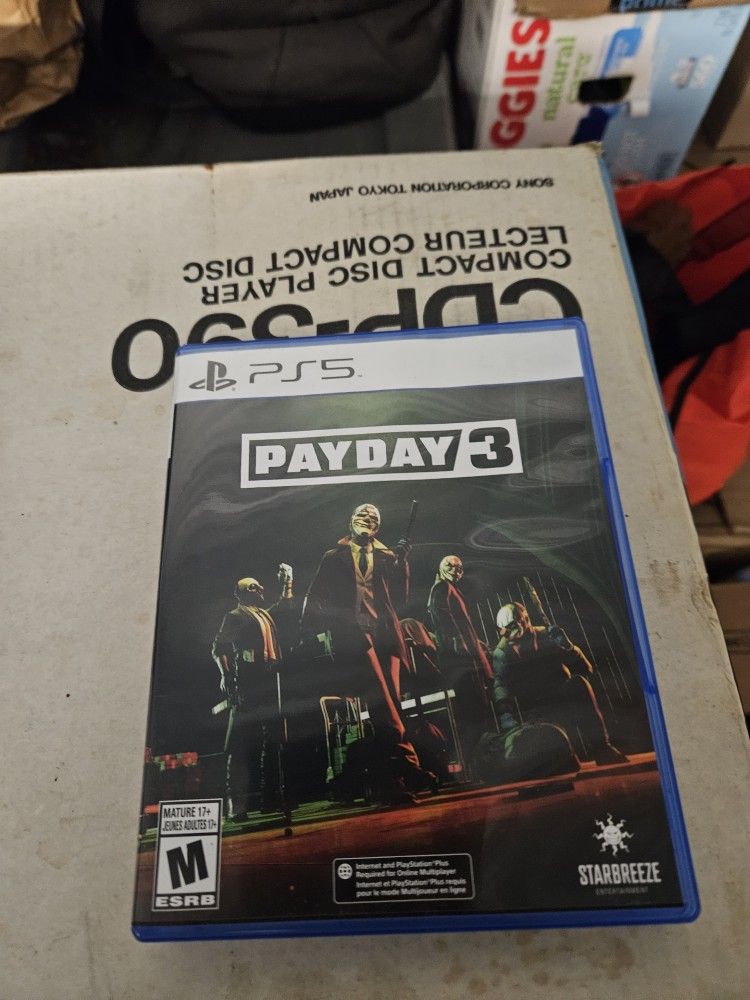 GGIES
natural
care
prime
SONY CORPORATION TOKYO JAPAN
LECTEUR COMPACT DISC
COMPACT DISC PLAYER
PS5
PAYDAY 3
MATURE 17+
JEUNES ADULTES 17+
M
ESRB
Internet and PlayStation®Plus
Required for Online Multiplayer
Internet et PlayStation®Plus requis
pour le mode Multijoueur en ligne
STARBREEZE
ENTERTAINMENT